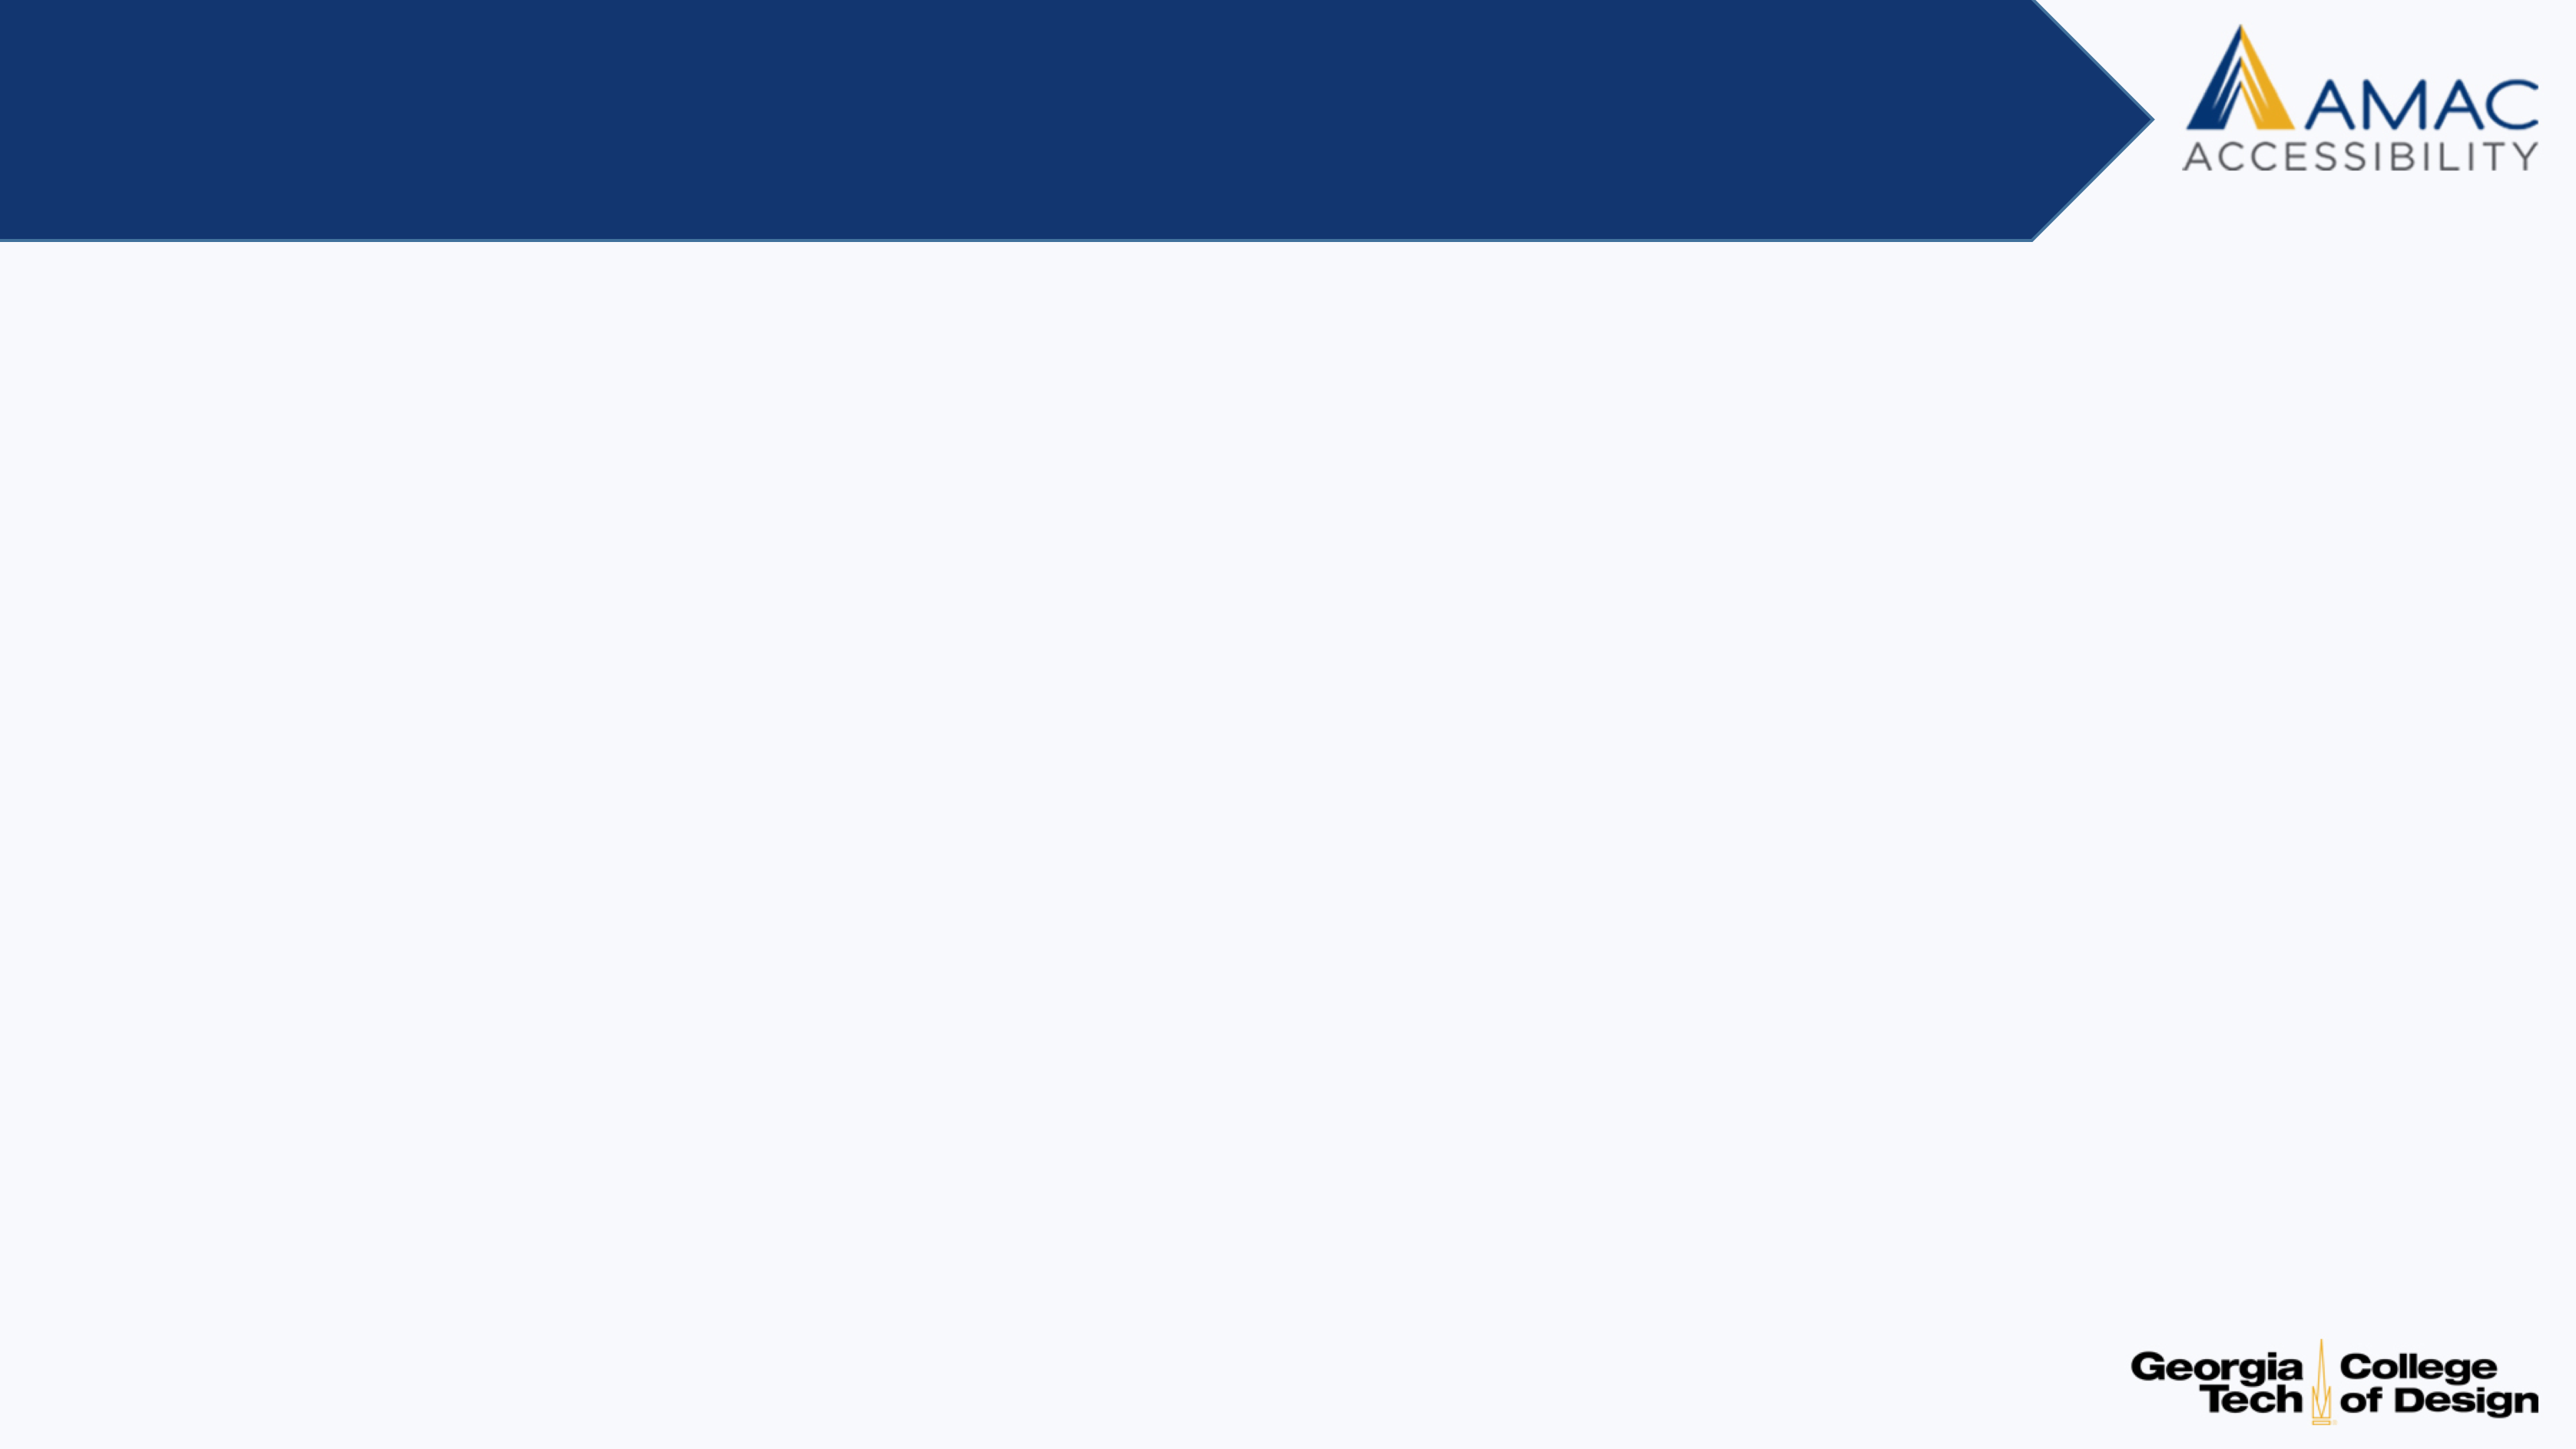 AMAC
ACCESSIBILITY
Georgia College
Tech of Design